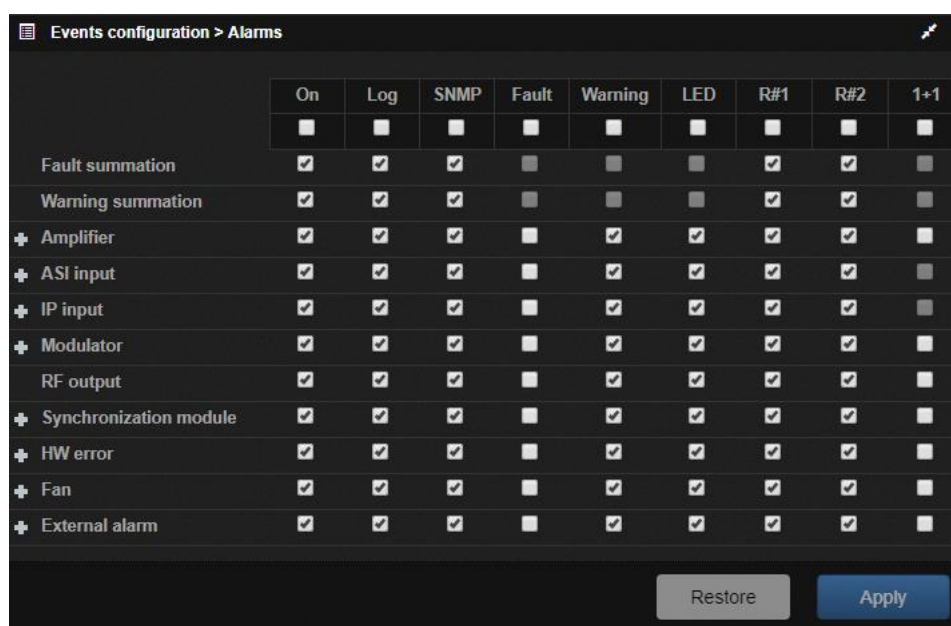 Events configuration > Alarms
On Log SNMP Fault Warning LED R#1 R#2 1+1
Fault summation
Warning summation
Amplifier
ASI input
IP input
Modulator
RF output
Synchronization module
HW error
Fan
External alarm
Restore Apply